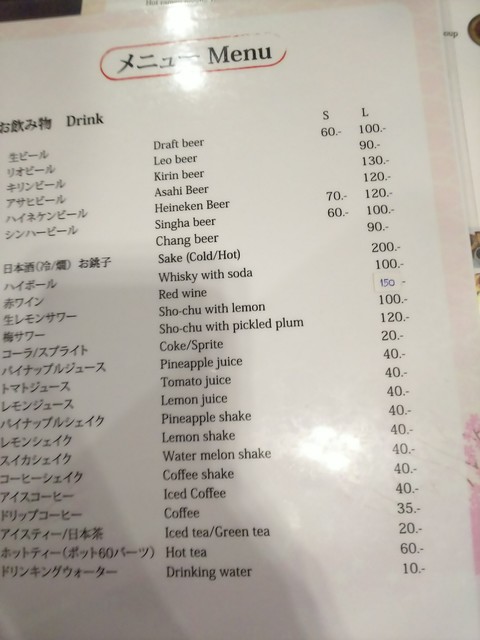 メニュー Menu
お飲み物 Drink S L
生ビール Draft beer 60.- 100.-
リオビール Leo beer 90.-
キリンビール Kirin beer 130.-
アサヒビール Asahi Beer 120.-
ハイネケンビール Heineken Beer 70.- 120.-
シンハービール Singha beer 60.- 100.-
Chang beer 90.-
日本酒(冷/燗) お銚子 Sake (Cold/Hot) 200.-
ハイボール Whisky with soda 100.-
赤ワイン Red wine 150 -
生レモンサワー Sho-chu with lemon 100.-
梅サワー Sho-chu with pickled plum 120.-
コーラ/スプライト Coke/Sprite 20.-
パイナップルジュース Pineapple juice 40.-
トマトジュース Tomato juice 40.-
レモンジュース Lemon juice 40.-
パイナップルシェイク Pineapple shake 40.-
レモンシェイク Lemon shake 40.-
スイカシェイク Water melon shake 40.-
コーヒーシェイク Coffee shake 40.-
アイスコーヒー Iced Coffee 40.-
ドリップコーヒー Coffee 35.-
アイスティー/日本茶 Iced tea/Green tea 20.-
ホットティー(ポット60バーツ) Hot tea 60.-
ドリンキングウォーター Drinking water 10.-